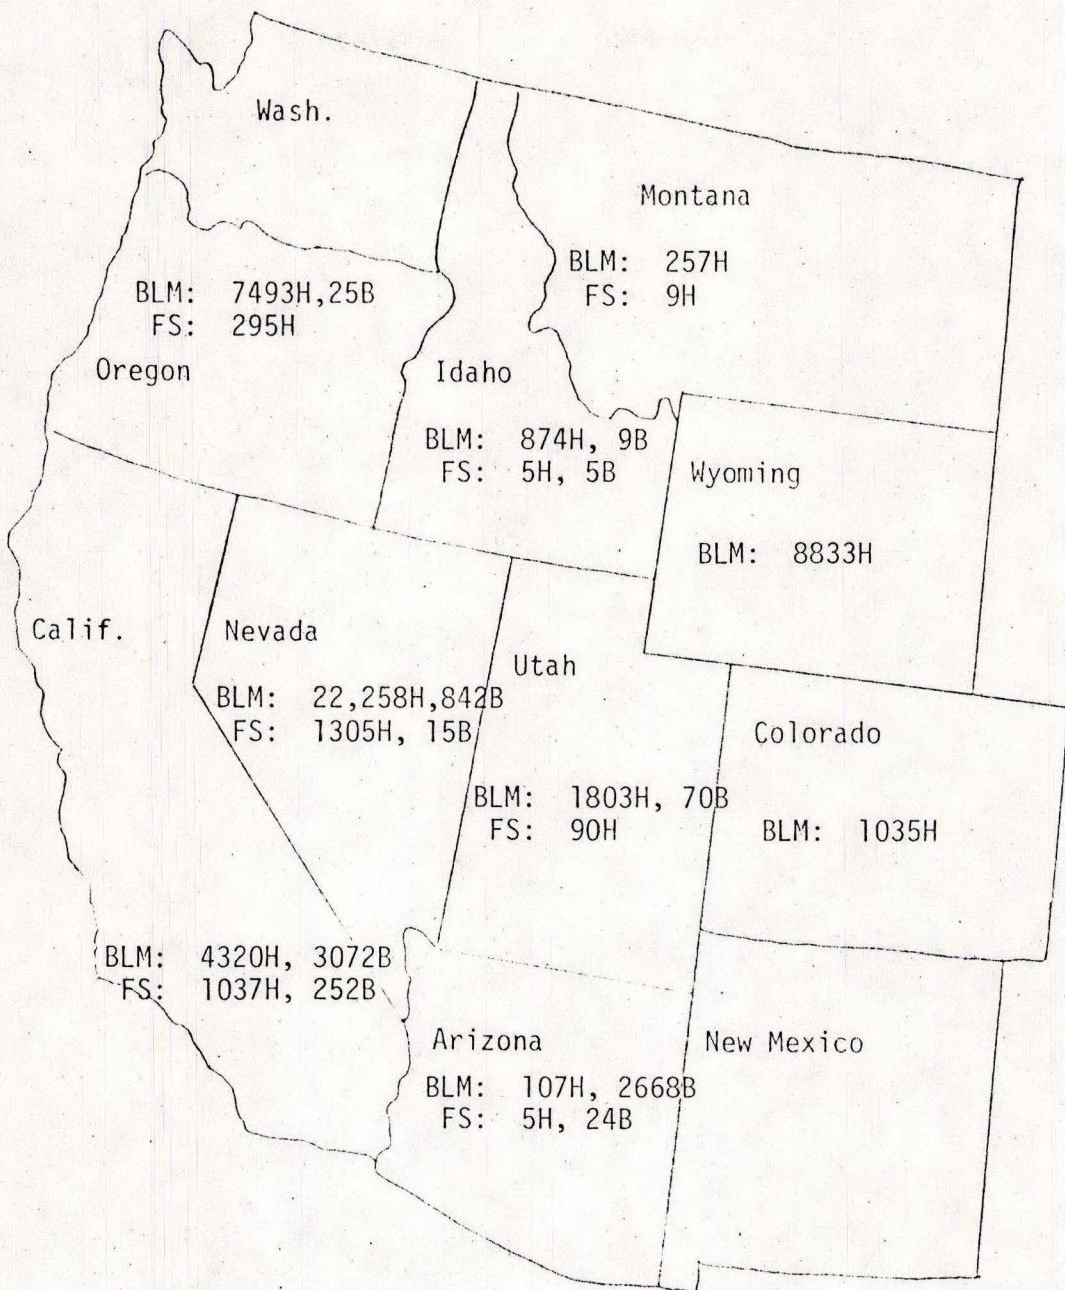 Wash.
Montana
BLM: 257H
FS: 9H
BLM: 7493H,25B
FS: 295H
Oregon
Idaho
BLM: 874H, 9B
FS: 5H, 5B
Wyoming
BLM: 8833H
Calif.
Nevada
BLM: 22,258H,842B
FS: 1305H, 15B
Utah
BLM: 1803H, 70B
FS: 90H
Colorado
BLM: 1035H
BLM: 4320H, 3072B
FS: 1037H, 252B
Arizona
BLM: 107H, 2668B
FS: 5H, 24B
New Mexico